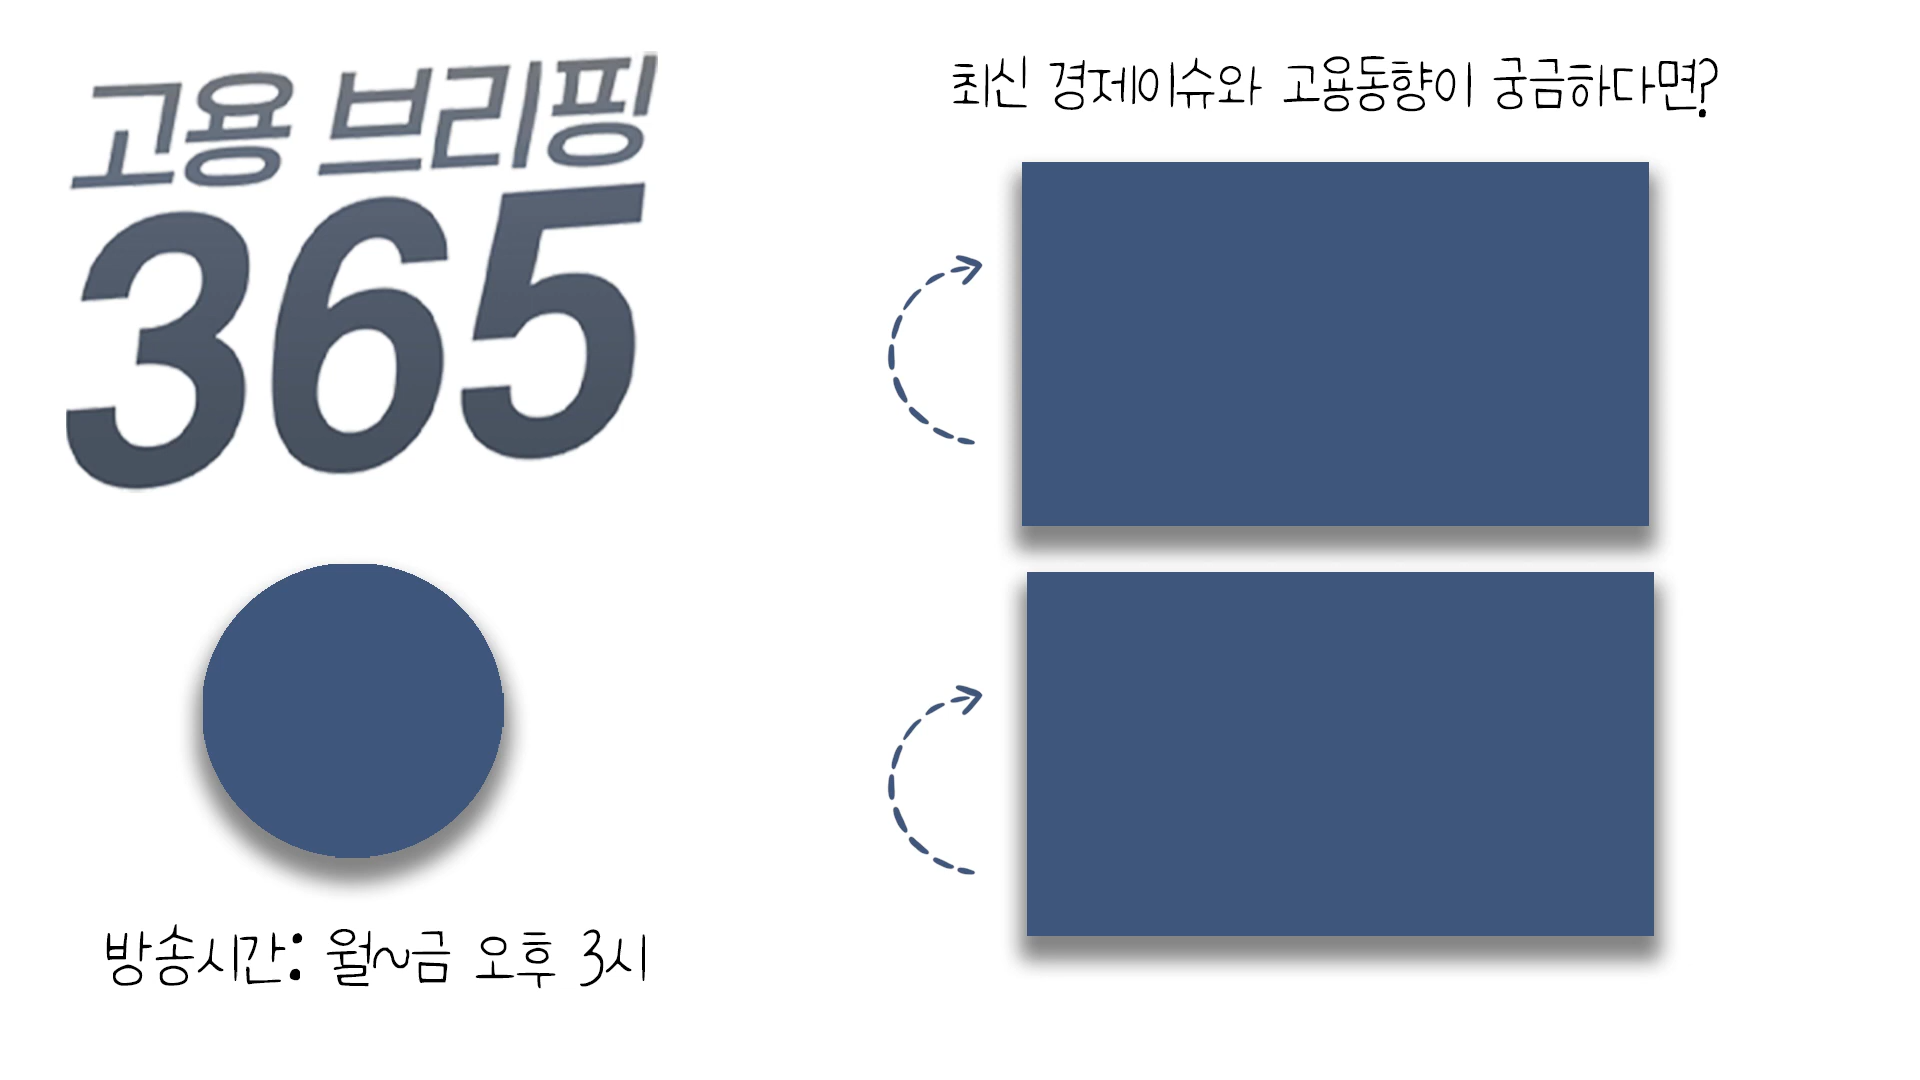 고용 브리핑
365
최신 경제이슈와 고용동향이 궁금하다면?
방송시간: 월~금 오후 3시